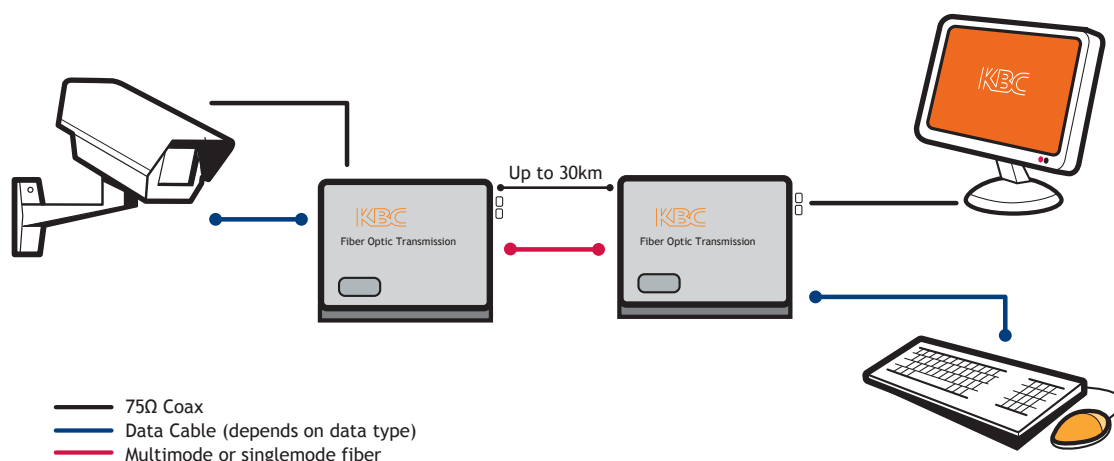 KBC
Up to 30km
KBC
Fiber Optic Transmission
KBC
Fiber Optic Transmission
75Ω Coax
Data Cable (depends on data type)
Multimode or singlemode fiber